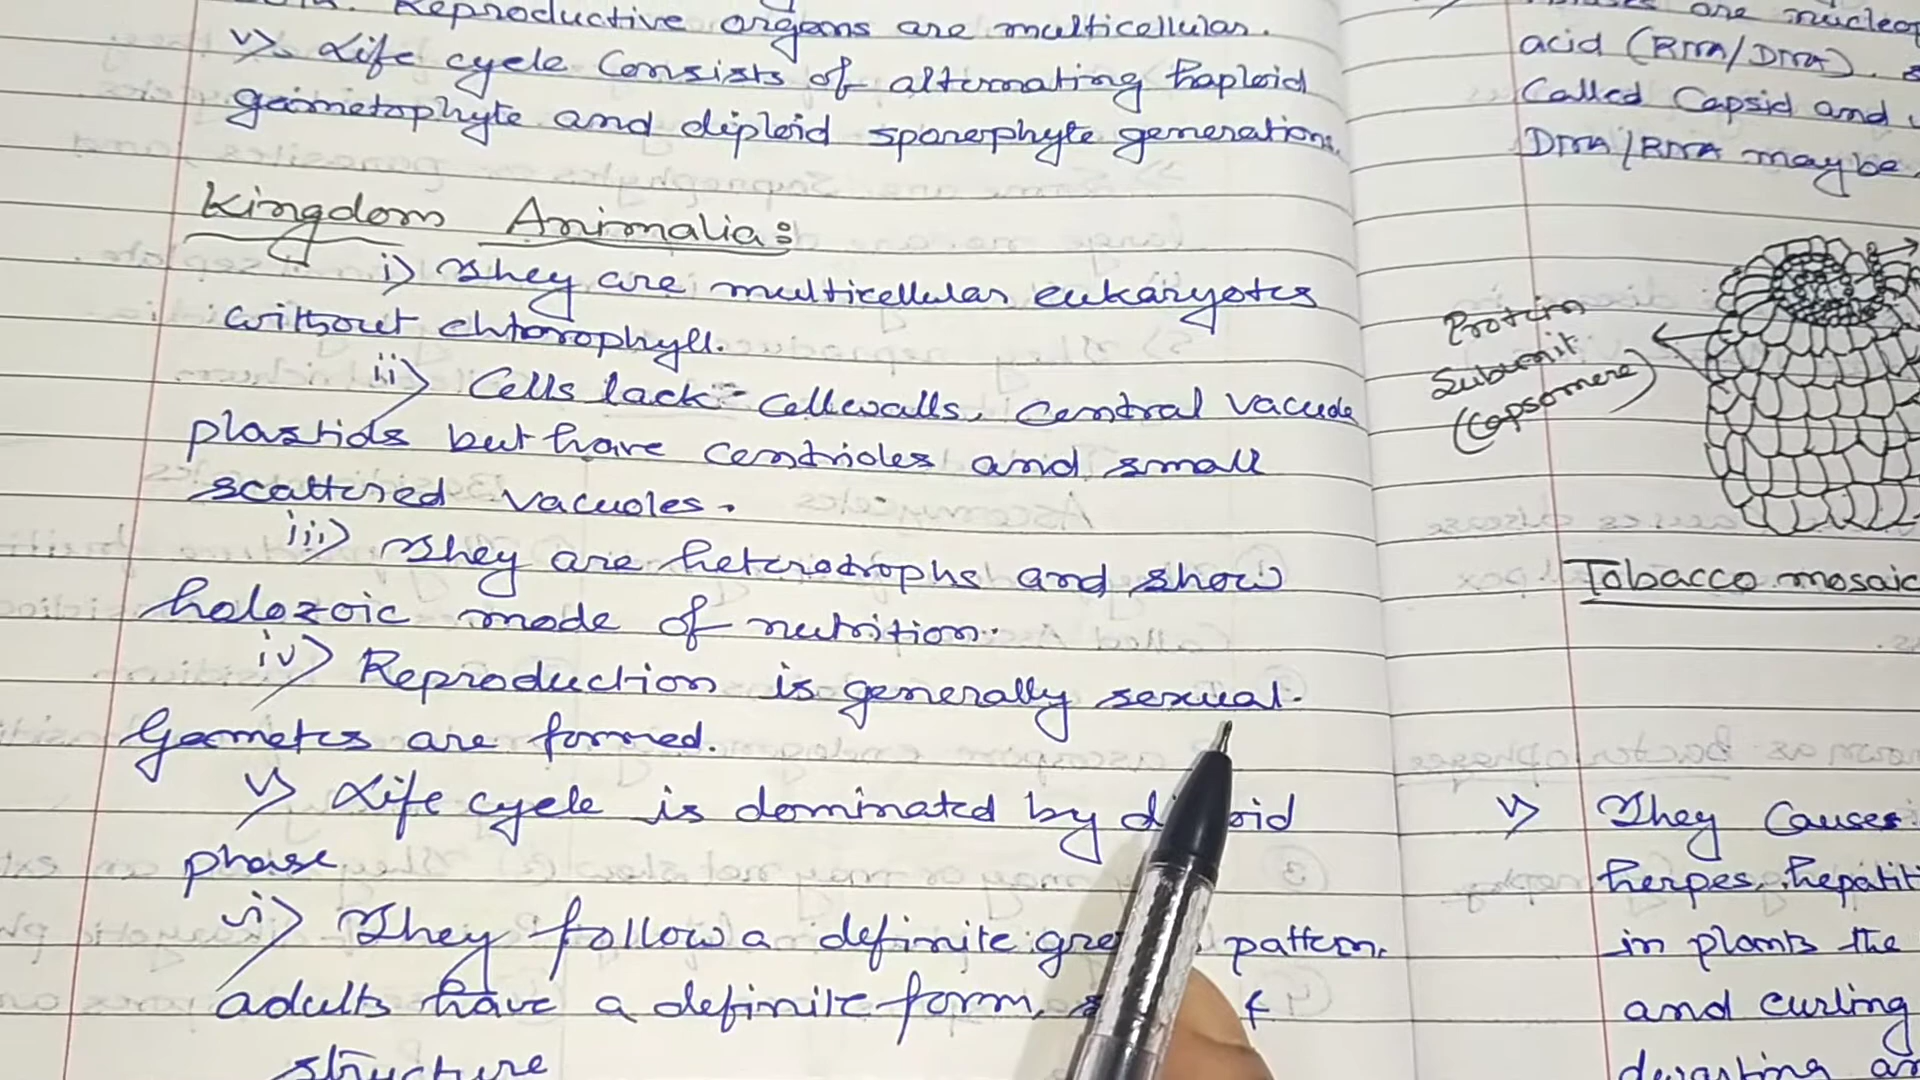 Reproductive organs are multicellular.
v) Life cycle consists of alternating haploid
gametophyte and diploid sporophyte generations.
Kingdom Animalia:
i) They are multicellular eukaryotes
without chlorophyll.
ii) Cells lack cellwalls, central vacuole
plastids but have centrioles and small
scattered vacuoles.
iii) They are heterotrophs and show
holozoic mode of nutrition.
iv) Reproduction is generally sexual.
Gametes are formed.
v) Life cycle is dominated by
phase
vi) They follow a definite pattern.
adults have a definite form,
structure
are
acid (RNA/DNA).
Called Capsid and
DNA/RNA may be
Protein
Subunit
(Capsomere)
Tobacco mosaic
v) They Causes
herpes,
in plants the
and curling